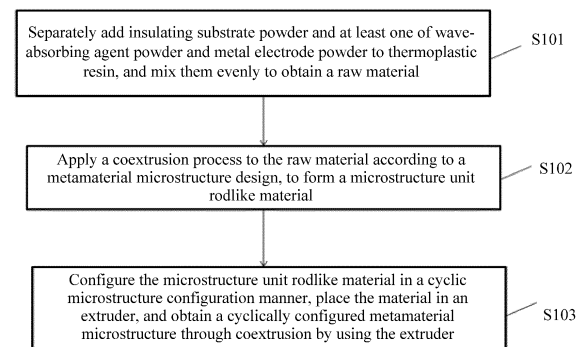 Separately add insulating substrate powder and at least one of wave-
absorbing agent powder and metal electrode powder to thermoplastic
resin, and mix them evenly to obtain a raw material
S101
Apply a coextrusion process to the raw material according to a
metamaterial microstructure design, to form a microstructure unit
rodlike material
S102
Configure the microstructure unit rodlike material in a cyclic
microstructure configuration manner, place the material in an
extruder, and obtain a cyclically configured metamaterial
microstructure through coextrusion by using the extruder
S103